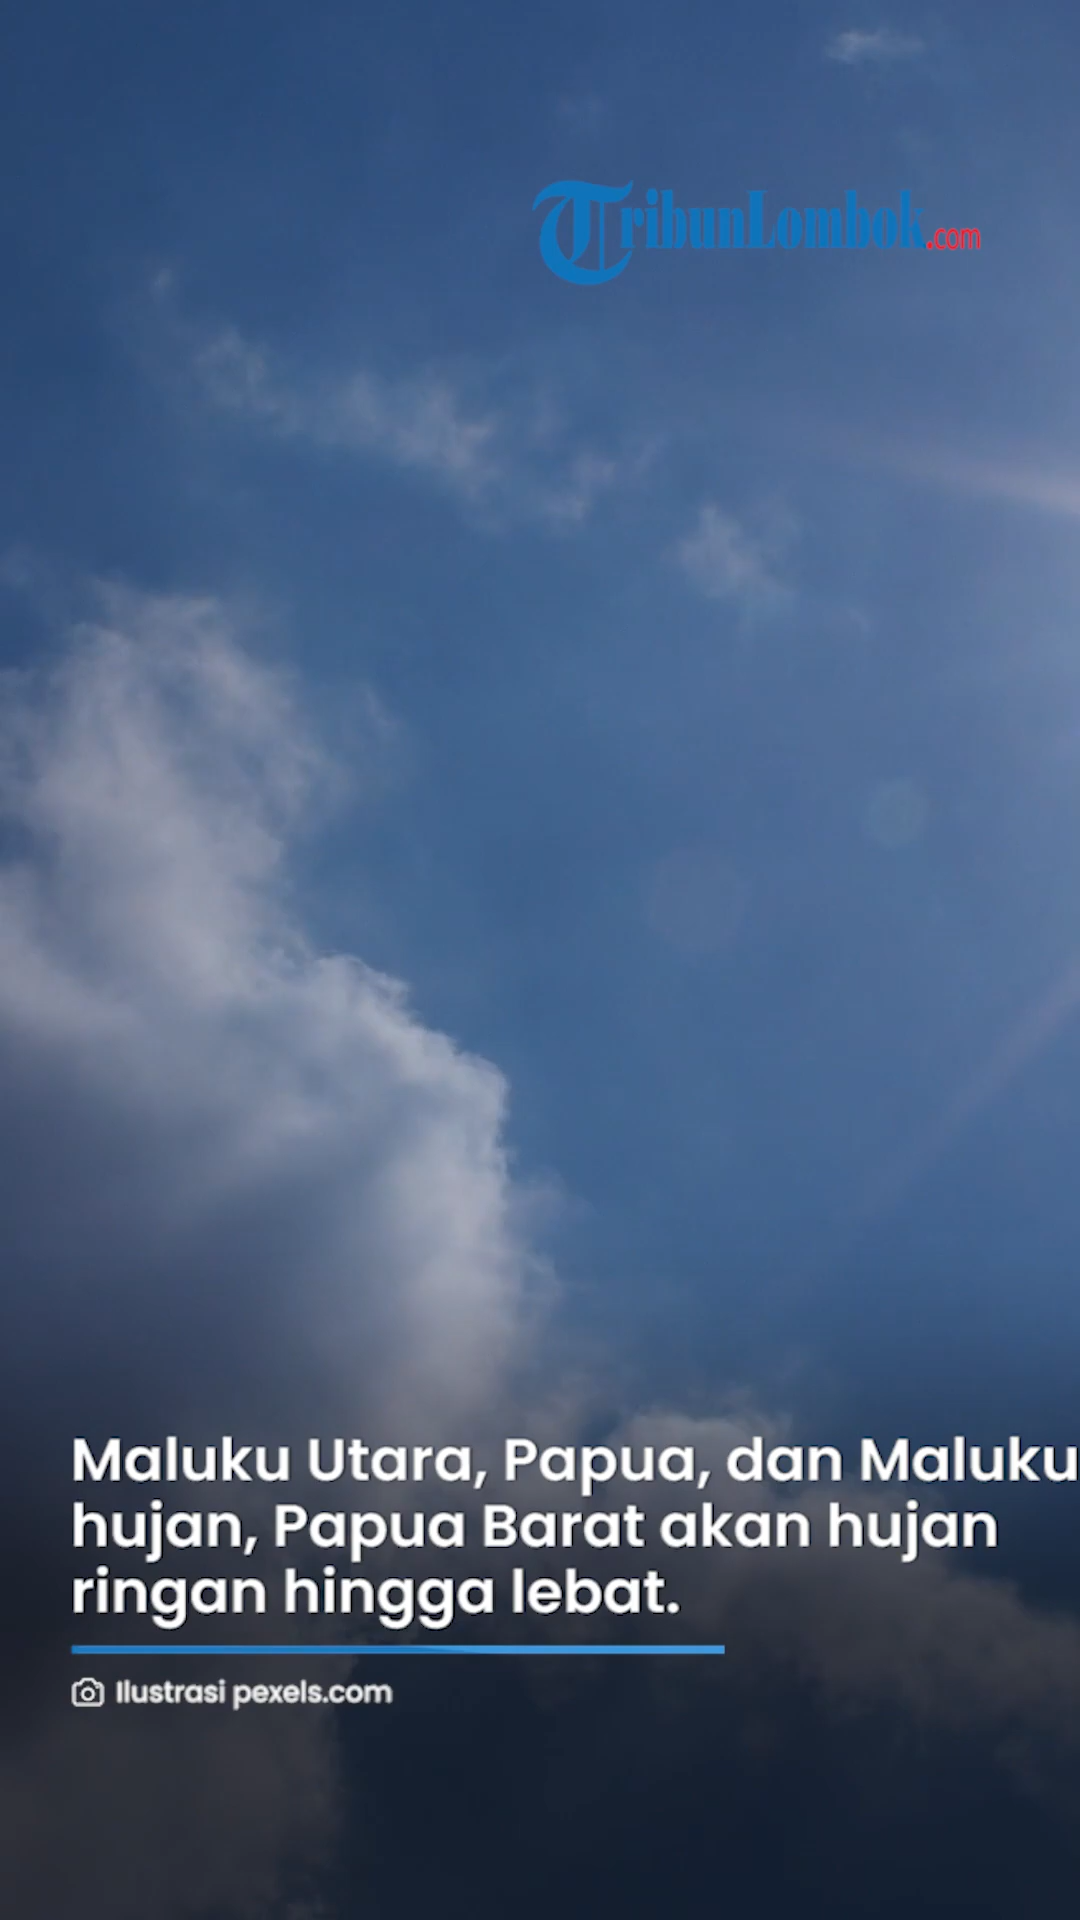 TribunLombok.com
Maluku Utara, Papua, dan Maluku
hujan, Papua Barat akan hujan
ringan hingga lebat.
Ilustrasi pexels.com